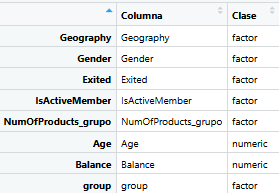 Columna Clase
Geography Geography factor
Gender Gender factor
Exited Exited factor
IsActiveMember IsActiveMember factor
NumOfProducts_grupo NumOfProducts_grupo factor
Age Age numeric
Balance Balance numeric
group group factor